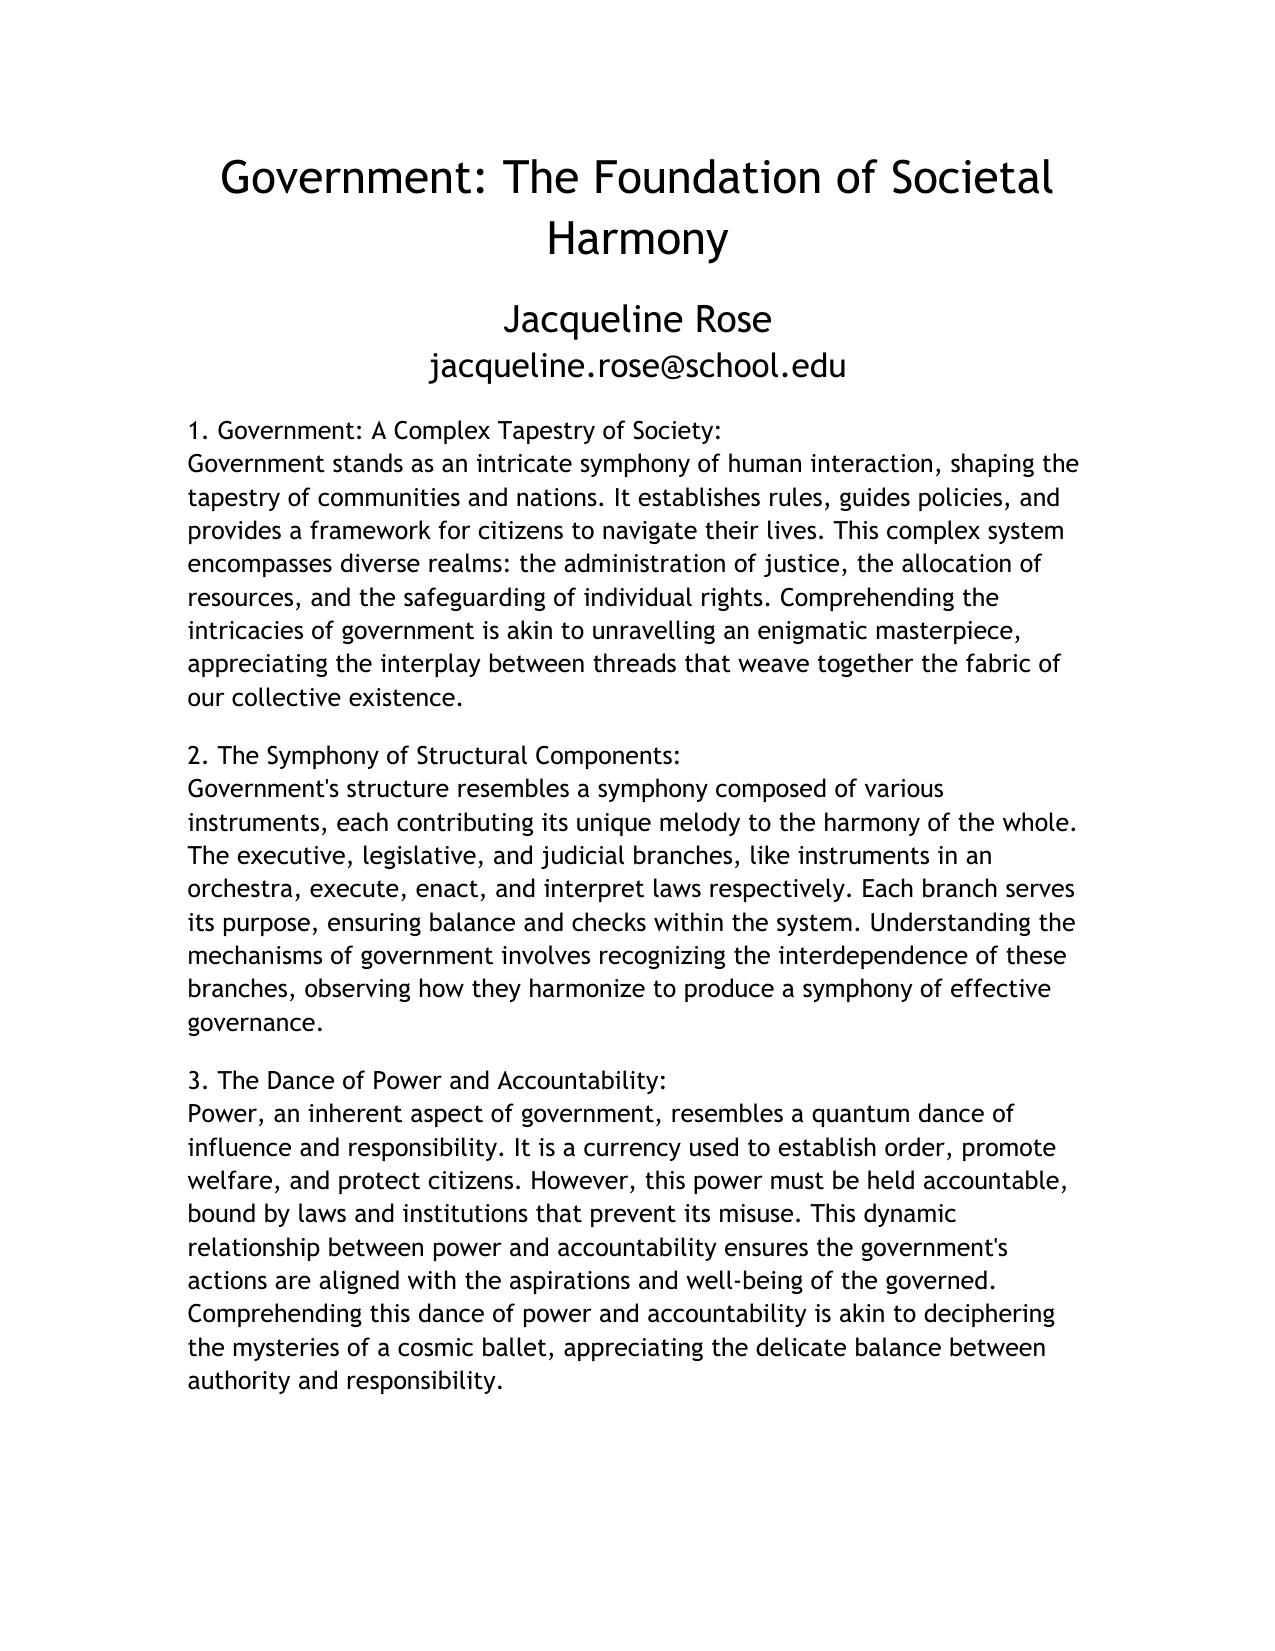 Government: The Foundation of Societal
Harmony
Jacqueline Rose
jacqueline.rose@school.edu
1. Government: A Complex Tapestry of Society:
Government stands as an intricate symphony of human interaction, shaping the
tapestry of communities and nations. It establishes rules, guides policies, and
provides a framework for citizens to navigate their lives. This complex system
encompasses diverse realms: the administration of justice, the allocation of
resources, and the safeguarding of individual rights. Comprehending the
intricacies of government is akin to unravelling an enigmatic masterpiece,
appreciating the interplay between threads that weave together the fabric of
our collective existence.
2. The Symphony of Structural Components:
Government's structure resembles a symphony composed of various
instruments, each contributing its unique melody to the harmony of the whole.
The executive, legislative, and judicial branches, like instruments in an
orchestra, execute, enact, and interpret laws respectively. Each branch serves
its purpose, ensuring balance and checks within the system. Understanding the
mechanisms of government involves recognizing the interdependence of these
branches, observing how they harmonize to produce a symphony of effective
governance.
3. The Dance of Power and Accountability:
Power, an inherent aspect of government, resembles a quantum dance of
influence and responsibility. It is a currency used to establish order, promote
welfare, and protect citizens. However, this power must be held accountable,
bound by laws and institutions that prevent its misuse. This dynamic
relationship between power and accountability ensures the government's
actions are aligned with the aspirations and well-being of the governed.
Comprehending this dance of power and accountability is akin to deciphering
the mysteries of a cosmic ballet, appreciating the delicate balance between
authority and responsibility.